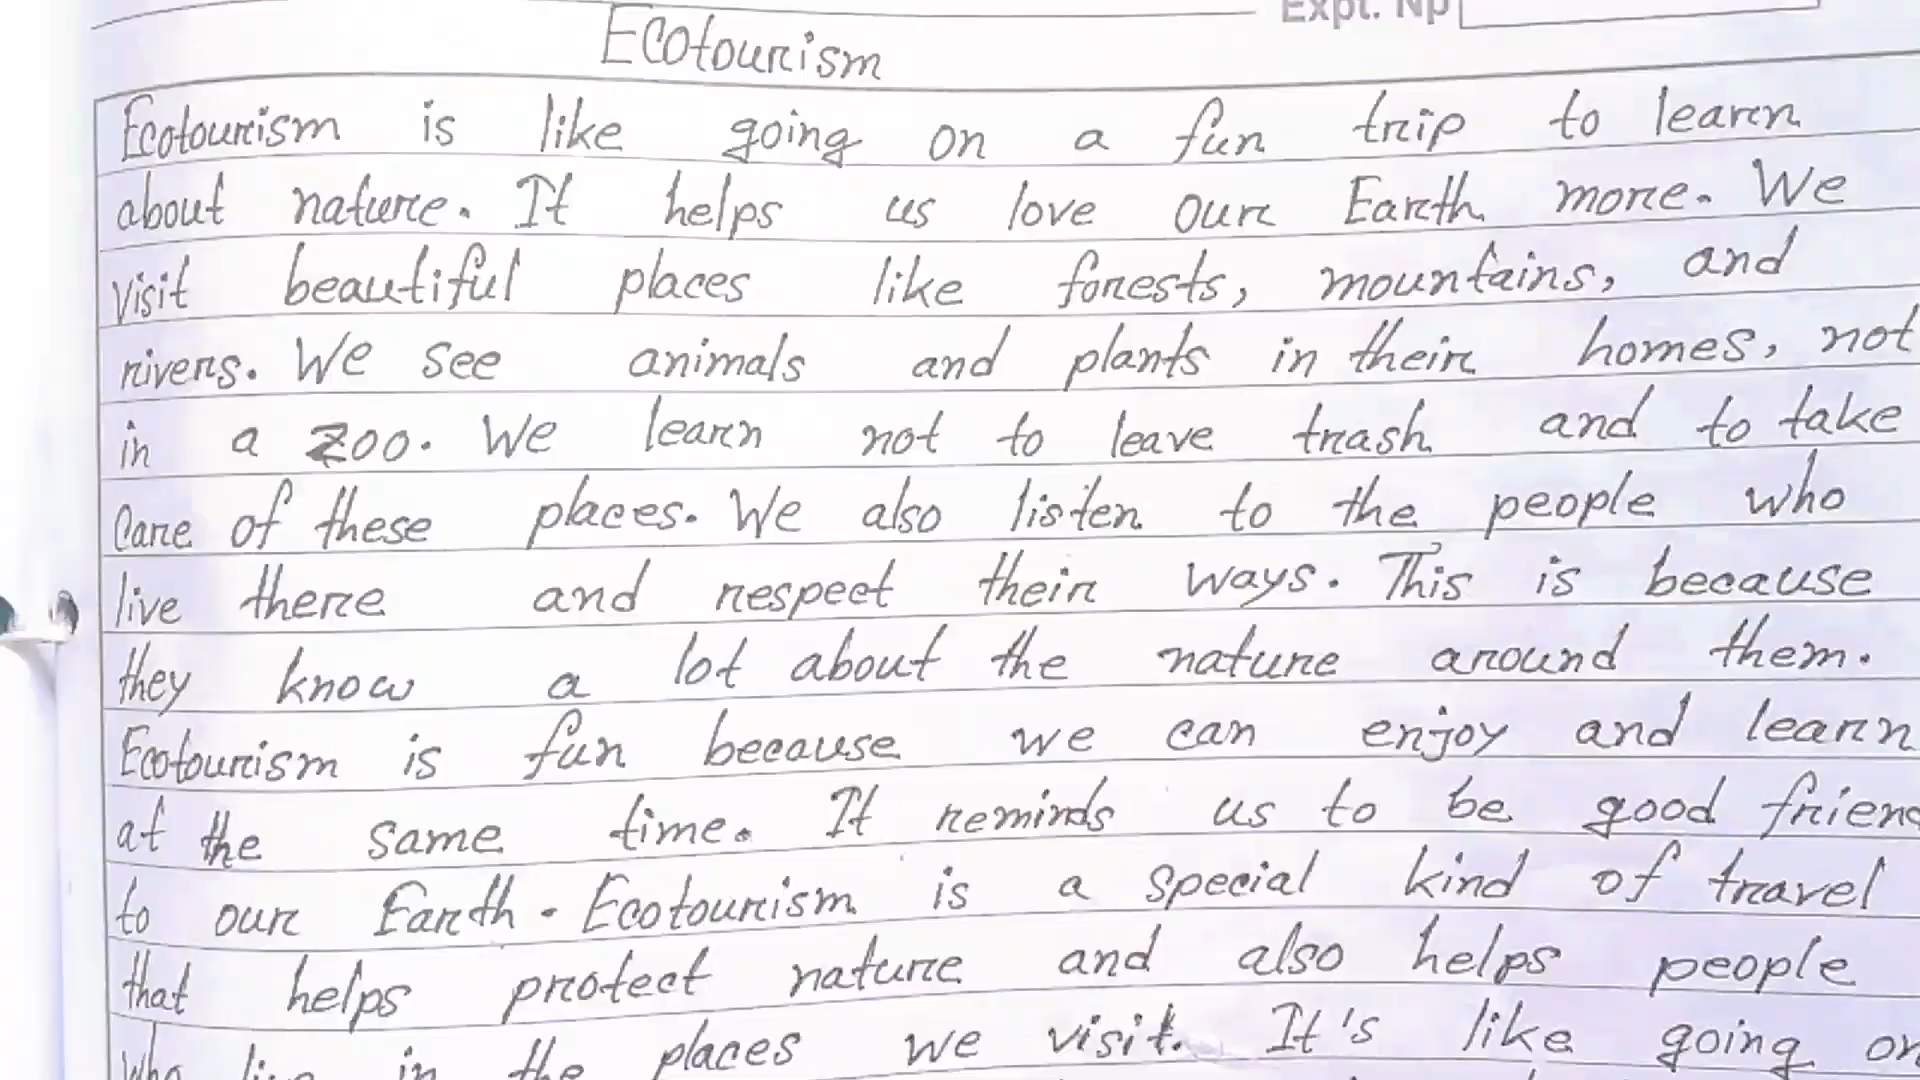 Expt. No
Ecotourism
Ecotourism is like going on a fun trip to learn
about nature. It helps us love our Earth more. We
visit beautiful places like forests, mountains, and
rivers. We see animals and plants in their homes, not
in a zoo. We learn not to leave trash and to take
care of these places. We also listen to the people who
live there and respect their ways. This is because
they know a lot about the nature around them.
Ecotourism is fun because we can enjoy and learn
at the same time. It reminds us to be good friend
to our Earth. Ecotourism is a special kind of travel
that helps protect nature and also helps people
who live in the places we visit. It's like going on